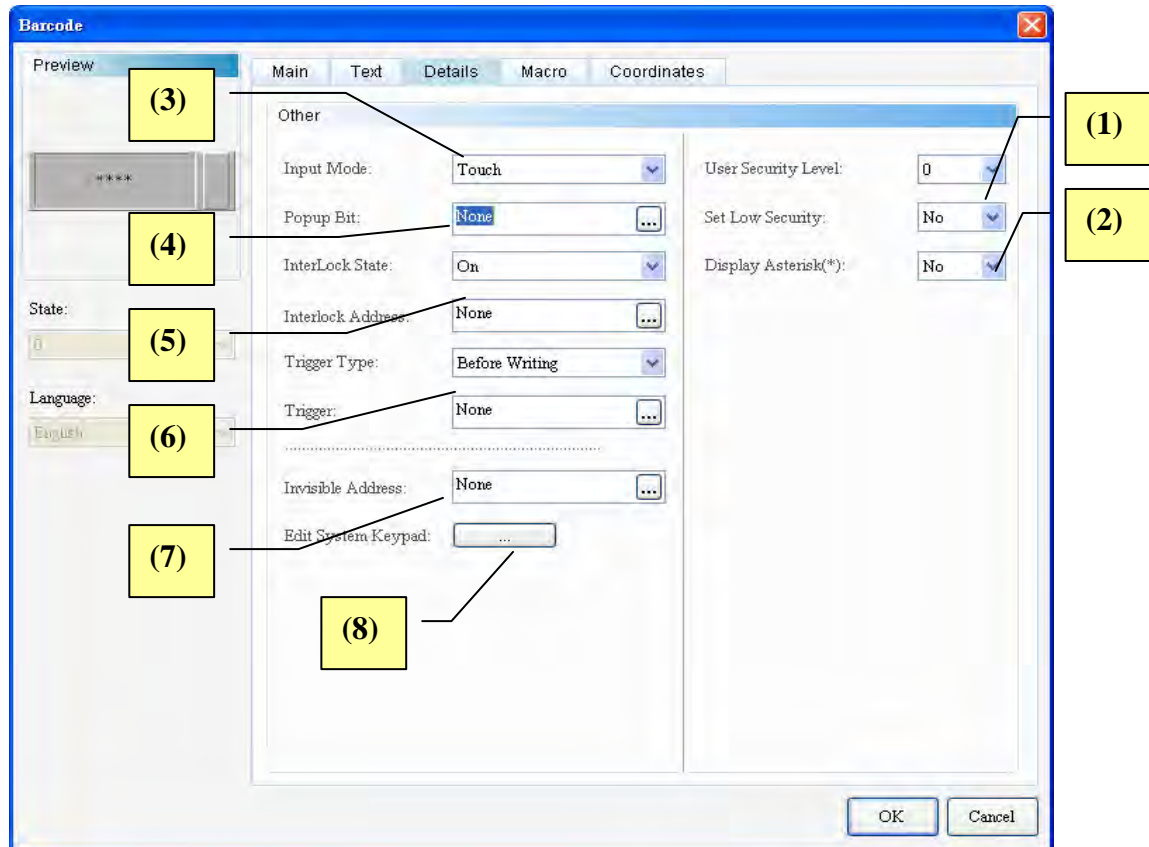 Barcode
Preview
****
State:
0
Language:
English
Main Text Details Macro Coordinates
Other
Input Mode: Touch
Popup Bit: None ...
InterLock State: On
Interlock Address: None ...
Trigger Type: Before Writing
Trigger: None ...
Invisible Address: None ...
Edit System Keypad: ...
User Security Level: 0
Set Low Security: No
Display Asterisk(*): No
(1)
(2)
(3)
(4)
(5)
(6)
(7)
(8)
OK Cancel